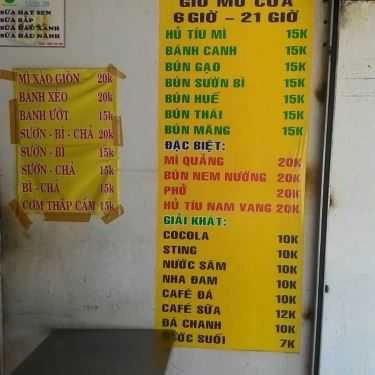 SỮA HẠT SEN
SỮA BẮP
SỮA ĐẬU
SỮA ĐẬU NÀNH
MÌ XÀO GIÒN 20k
BÁNH XÈO 20k
BÁNH ƯỚT 15k
SƯỜN - BÌ - CHẢ 20k
SƯỜN - BÌ 15k
SƯỜN - CHẢ 15k
BÌ - CHẢ 15k
CƠM THẬP CẨM 15k
GIỜ MỞ CỬA
6 GIỜ - 21 GIỜ
HỦ TÍU MÌ 15K
BÁNH CANH 15K
BÚN GẠO 15K
BÚN SƯỜN BÌ 15K
BÚN HUẾ 15K
BÚN THÁI 15K
BÚN MĂNG 15K
ĐẶC BIỆT:
MÌ QUẢNG 20K
BÚN NEM NƯỚNG 20K
PHỞ 20K
HỦ TÍU NAM VANG 20K
GIẢI KHÁT:
COCOLA 10K
STING 10K
NƯỚC SÂM 10K
NHA ĐAM 10K
CAFÉ ĐÁ 10K
CAFÉ SỮA 12K
ĐÁ CHANH 10K
NƯỚC SUỐI 7K